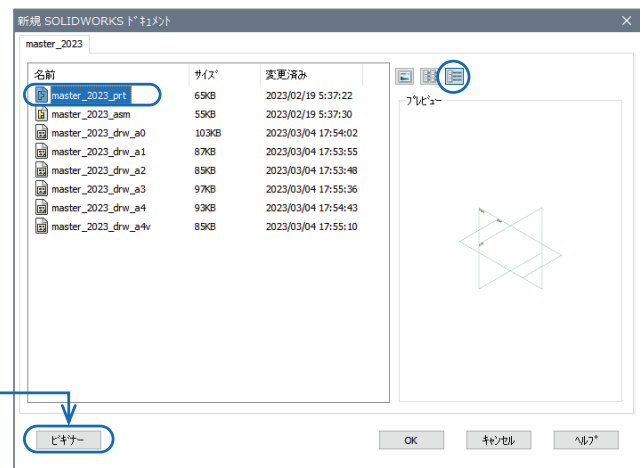 新規 SOLIDWORKS ﾄﾞｷｭﾒﾝﾄ
master_2023
名前 ｻｲｽﾞ 変更済み
master_2023_prt 65KB 2023/02/19 5:37:22
master_2023_asm 55KB 2023/02/19 5:37:30
master_2023_drw_a0 103KB 2023/03/04 17:54:02
master_2023_drw_a1 87KB 2023/03/04 17:53:55
master_2023_drw_a2 85KB 2023/03/04 17:53:48
master_2023_drw_a3 97KB 2023/03/04 17:55:36
master_2023_drw_a4 93KB 2023/03/04 17:54:43
master_2023_drw_a4v 85KB 2023/03/04 17:55:10
ﾌﾟﾚﾋﾞｭｰ
ﾋﾞｷﾞﾅｰ OK ｷｬﾝｾﾙ ﾍﾙﾌﾟ